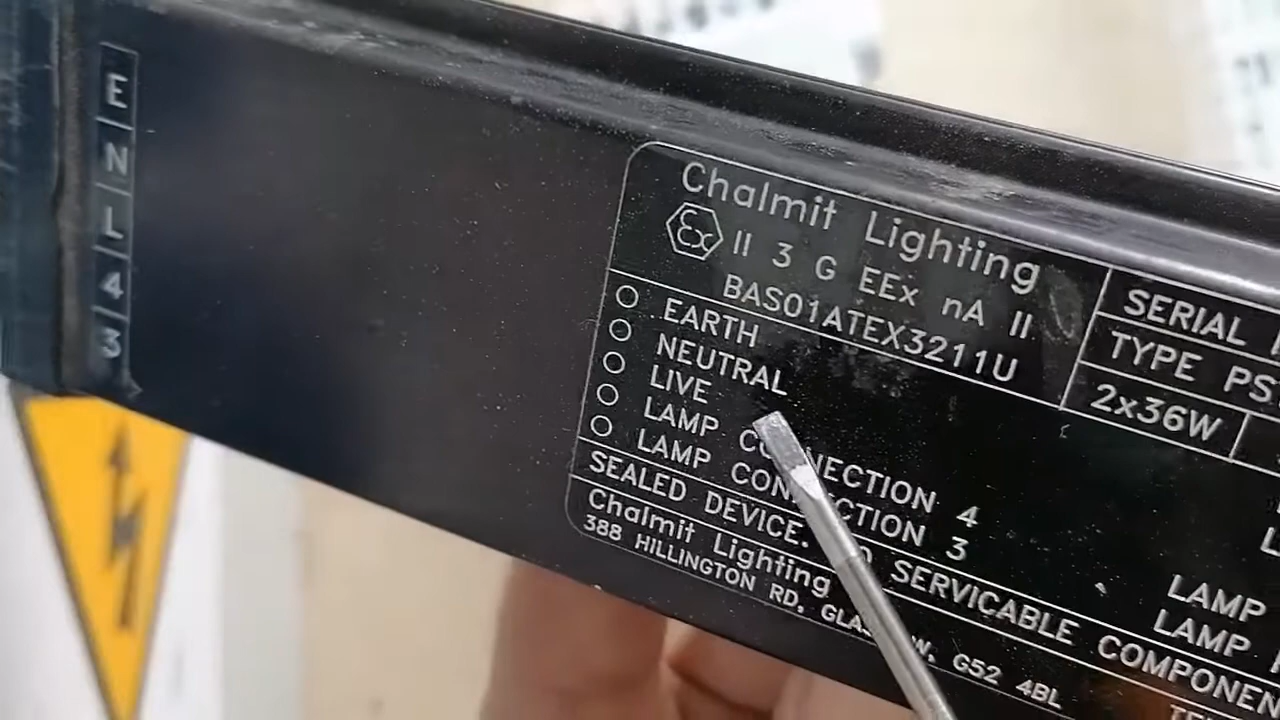 E
N
L
4
3
Chalmit Lighting
Ex II 3 G EEx nA II
BAS01ATEX3211U
EARTH
NEUTRAL
LIVE
LAMP CONNECTION 4
LAMP CONNECTION 3
SEALED DEVICE. SERVICABLE
Chalmit Lighting
388 HILLINGTON RD, G52 4BL
SERIAL
TYPE
2x36W
LAMP
LAMP